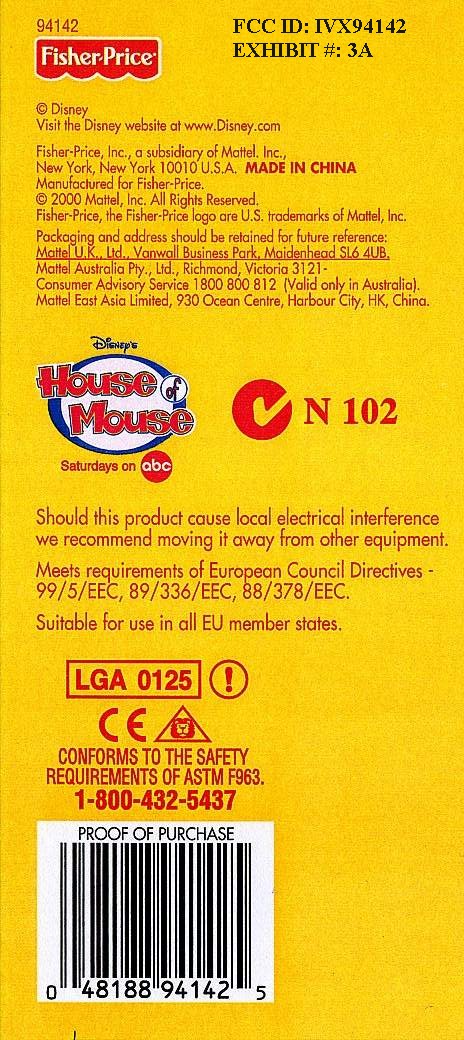 94142
FCC ID: IVX94142
EXHIBIT #: 3A
Fisher-Price
© Disney
Visit the Disney website at www.Disney.com
Fisher-Price, Inc., a subsidiary of Mattel. Inc.,
New York, New York 10010 U.S.A. MADE IN CHINA
Manufactured for Fisher-Price.
© 2000 Mattel, Inc. All Rights Reserved.
Fisher-Price, the Fisher-Price logo are U.S. trademarks of Mattel, Inc.
Packaging and address should be retained for future reference:
Mattel U.K., Ltd., Vanwall Business Park, Maidenhead SL6 4UB.
Mattel Australia Pty., Ltd., Richmond, Victoria 3121-
Consumer Advisory Service 1800 800 812 (Valid only in Australia).
Mattel East Asia Limited, 930 Ocean Centre, Harbour City, HK, China.
Disney's
House of
Mouse
Saturdays on abc
N 102
Should this product cause local electrical interference
we recommend moving it away from other equipment.
Meets requirements of European Council Directives -
99/5/EEC, 89/336/EEC, 88/378/EEC.
Suitable for use in all EU member states.
LGA 0125 !
CE
CONFORMS TO THE SAFETY
REQUIREMENTS OF ASTM F963.
1-800-432-5437
PROOF OF PURCHASE
0 48188 94142 5